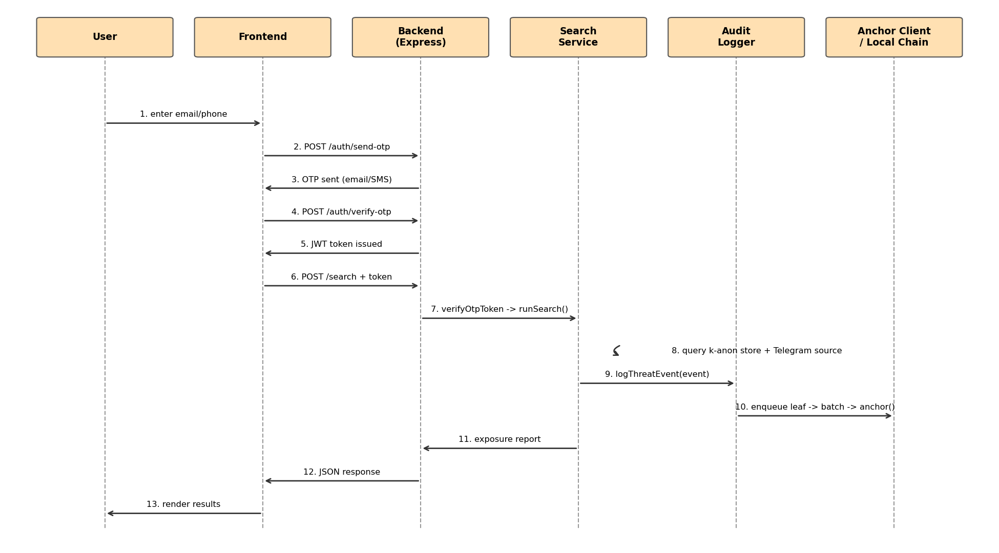 User
Frontend
Backend
(Express)
Search
Service
Audit
Logger
Anchor Client
/ Local Chain
1. enter email/phone
2. POST /auth/send-otp
3. OTP sent (email/SMS)
4. POST /auth/verify-otp
5. JWT token issued
6. POST /search + token
7. verifyOtpToken -> runSearch()
8. query k-anon store + Telegram source
9. logThreatEvent(event)
10. enqueue leaf -> batch -> anchor()
11. exposure report
12. JSON response
13. render results